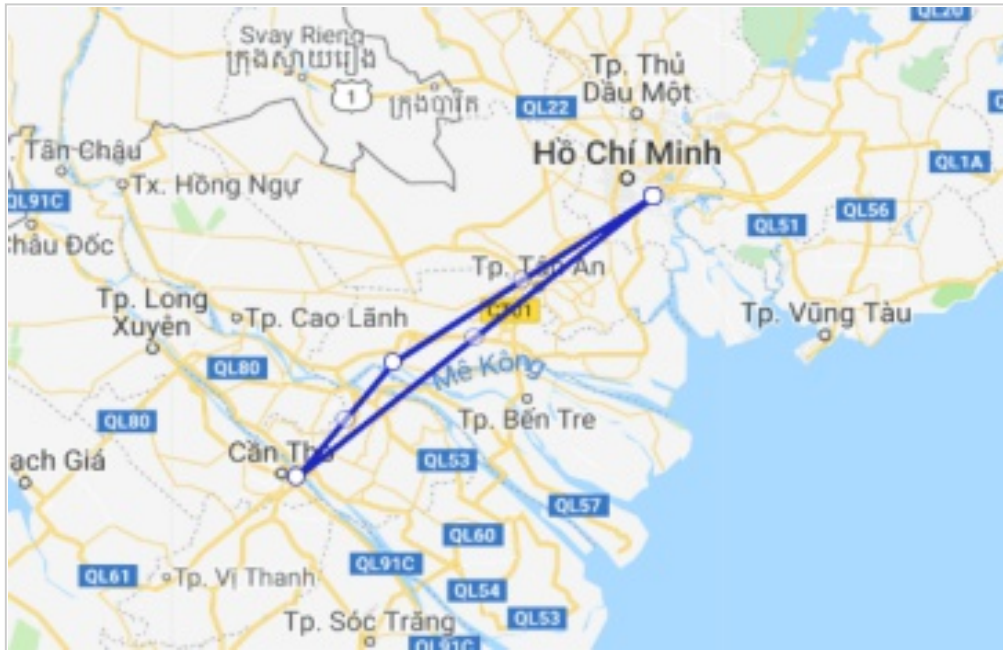 QL20
Svay Rieng
ក្រុងស្វាយរៀង
1
ក្រុងបាវិត
QL22
Tp. Thủ
Dầu Một
Hồ Chí Minh
QL1A
Tân Châu
Tx. Hồng Ngự
QL91C
Châu Đốc
QL51
QL56
Tp. Tân An
CT01
Tp. Long
Xuyên
Tp. Cao Lãnh
Tp. Vũng Tàu
QL80
Mê Kông
QL80
Tp. Bến Tre
Cần Thơ
ach Giá
QL53
QL57
QL60
QL91C
QL61
Tp. Vị Thanh
QL54
QL53
Tp. Sóc Trăng
QL91C